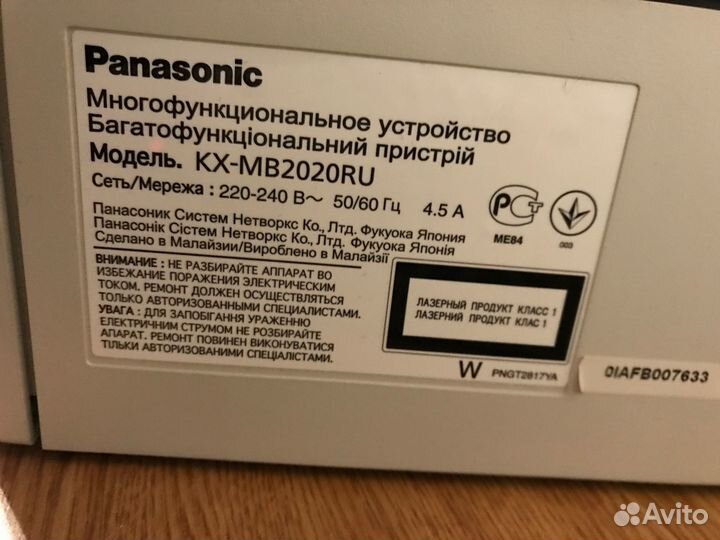 Panasonic
Многофункциональное устройство
Багатофункціональний пристрій
Модель. KX-MB2020RU
Сеть/Мережа : 220-240 В∼ 50/60 Гц 4.5 А
Панасоник Систем Нетворкс Ко., Лтд. Фукуока Япония
Панасонік Сістем Нетворкс Ко., Лтд. Фукуока Японія
Сделано в Малайзии/Вироблено в Малайзії
PCT
ME84
003
ВНИМАНИЕ : НЕ РАЗБИРАЙТЕ АППАРАТ ВО
ИЗБЕЖАНИЕ ПОРАЖЕНИЯ ЭЛЕКТРИЧЕСКИМ
ТОКОМ. РЕМОНТ ДОЛЖЕН ОСУЩЕСТВЛЯТЬСЯ
ТОЛЬКО АВТОРИЗОВАННЫМИ СПЕЦИАЛИСТАМИ.
УВАГА : ДЛЯ ЗАПОБІГАННЯ УРАЖЕННЮ
ЕЛЕКТРИЧНИМ СТРУМОМ НЕ РОЗБИРАЙТЕ
АПАРАТ. РЕМОНТ ПОВИНЕН ВИКОНУВАТИСЯ
ТІЛЬКИ АВТОРИЗОВАНИМИ СПЕЦІАЛІСТАМИ.
ЛАЗЕРНЫЙ ПРОДУКТ КЛАСС 1
ЛАЗЕРНИЙ ПРОДУКТ КЛАС 1
W PNGT2817YA
0IAFB007633
Avito